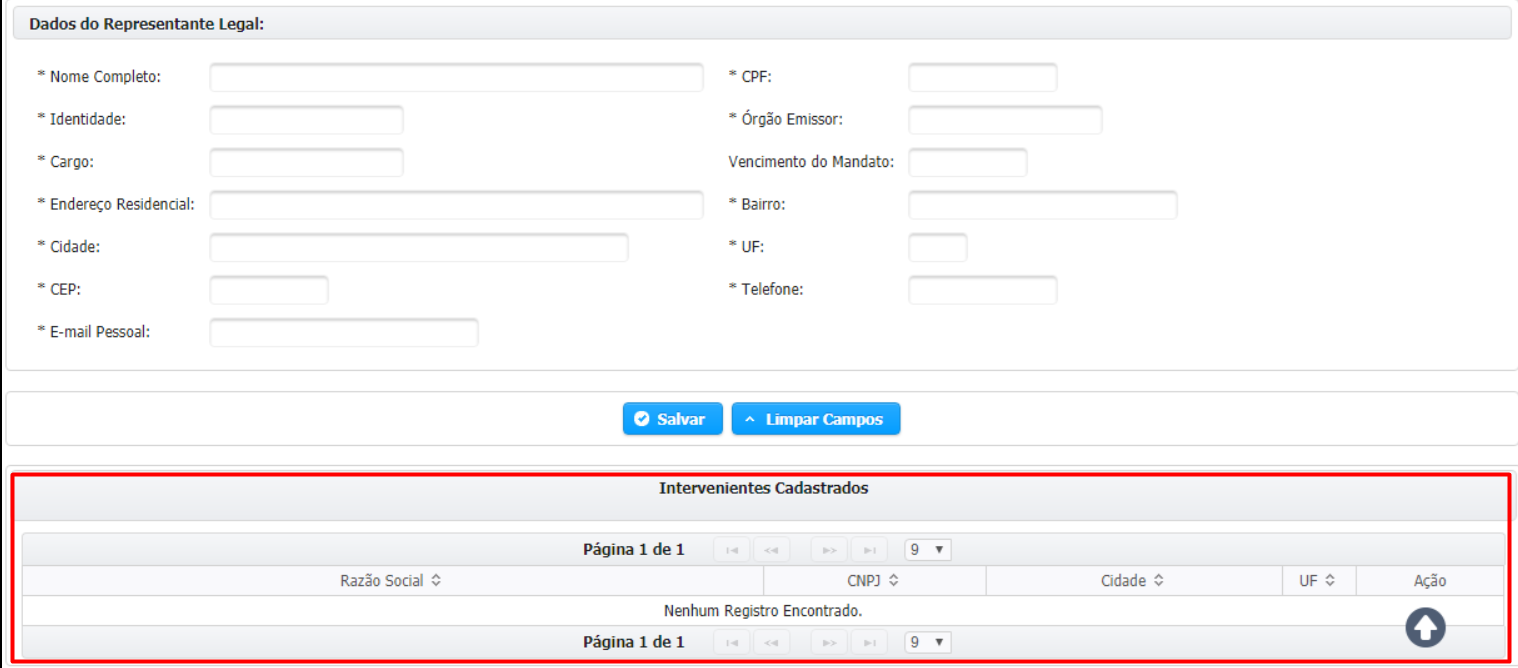 Dados do Representante Legal:
* Nome Completo: * CPF:
* Identidade: * Órgão Emissor:
* Cargo: Vencimento do Mandato:
* Endereço Residencial: * Bairro:
* Cidade: * UF:
* CEP: * Telefone:
* E-mail Pessoal:
Salvar Limpar Campos
Intervenientes Cadastrados
Página 1 de 1 9
Razão Social CNPJ Cidade UF Ação
Nenhum Registro Encontrado.
Página 1 de 1 9